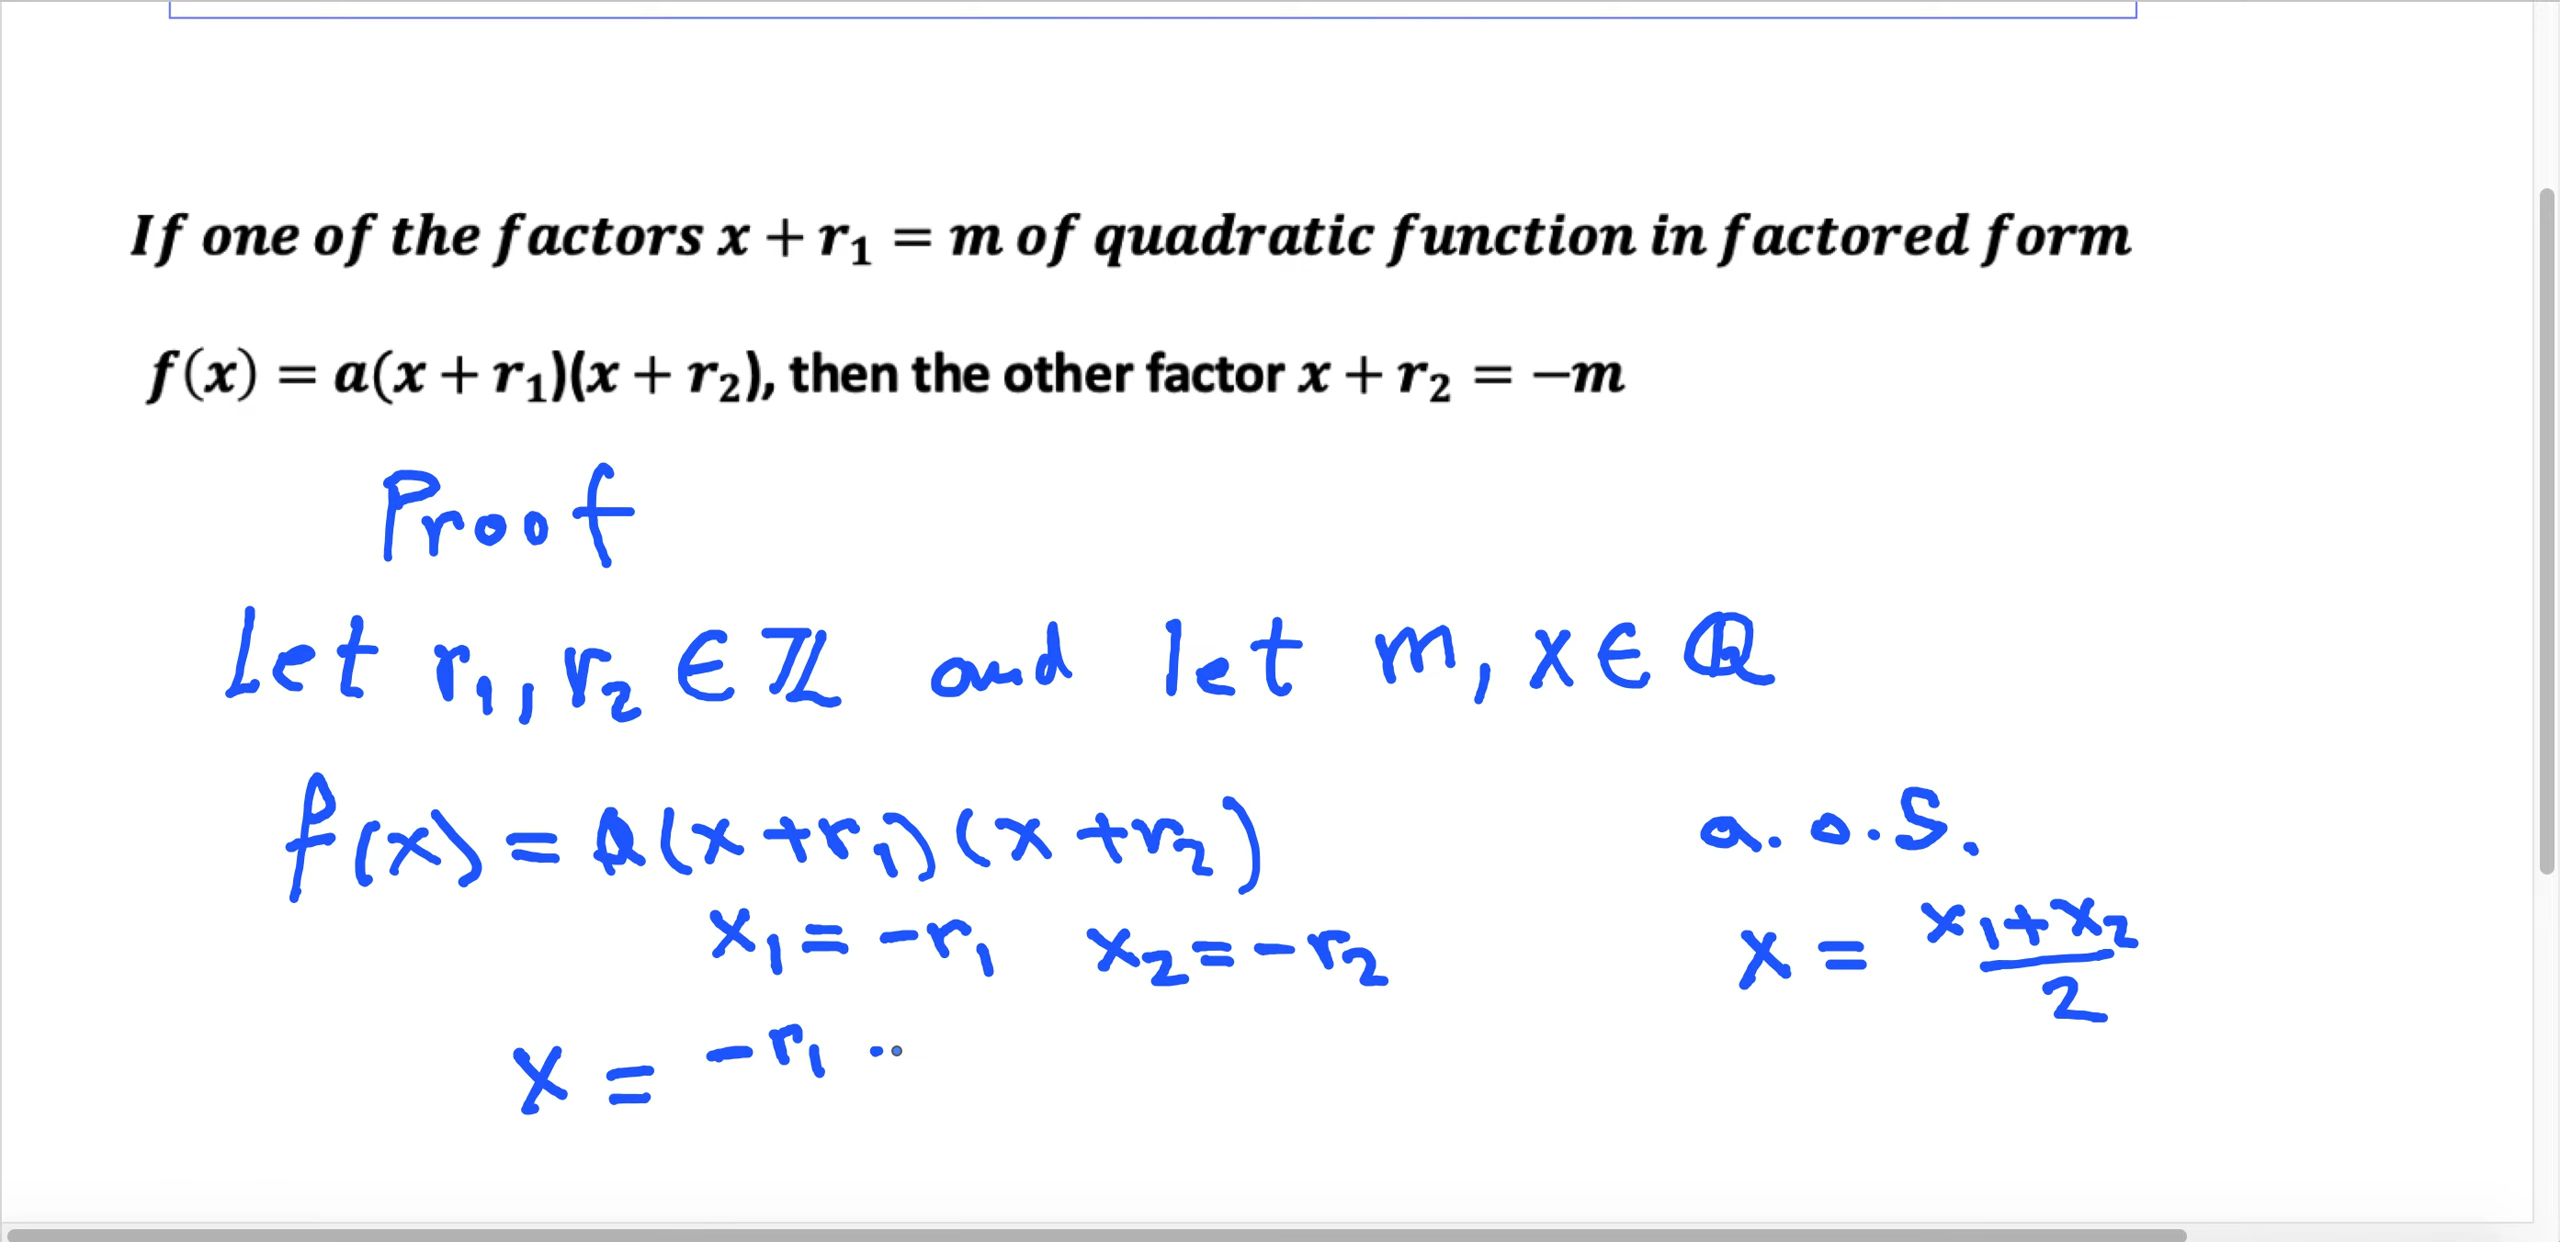 If one of the factors x + r₁ = m of quadratic function in factored form
f(x) = a(x + r₁)(x + r₂), then the other factor x + r₂ = −m
Proof
Let r₁, r₂ ∈ ℤ and let m, x ∈ ℚ
f(x) = a(x + r₁)(x + r₂)
a.o.S.
x₁ = −r₁ x₂ = −r₂
x = (x₁ + x₂)/2
x = −r₁ -